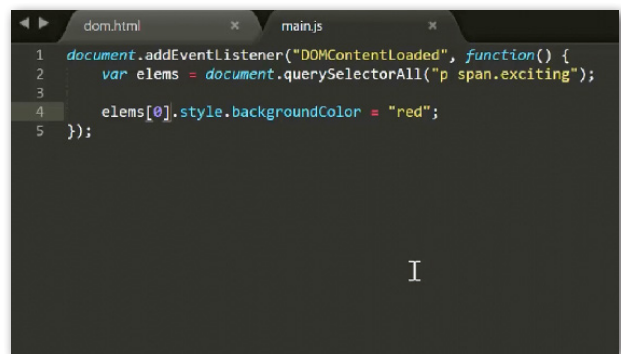 dom.html × main.js ×
1 document.addEventListener("DOMContentLoaded", function() {
2     var elems = document.querySelectorAll("p span.exciting");
3
4     elems[0].style.backgroundColor = "red";
5 });